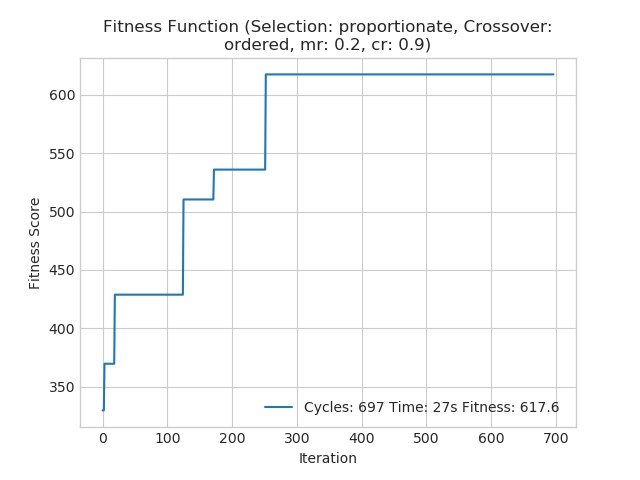 Fitness Function (Selection: proportionate, Crossover:
ordered, mr: 0.2, cr: 0.9)
600
550
500
450
400
350
Fitness Score
Cycles: 697 Time: 27s Fitness: 617.6
0 100 200 300 400 500 600 700
Iteration